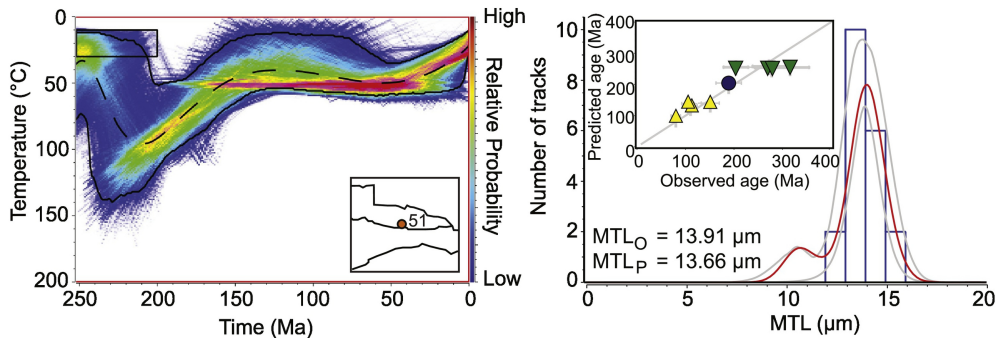 High
Low
Relative Probability
0
50
100
150
200
Temperature (°C)
250
200
150
100
50
0
Time (Ma)
51
10
8
6
4
2
0
Number of tracks
0
5
10
15
20
MTL (µm)
MTLO = 13.91 µm
MTLP = 13.66 µm
400
300
200
100
0
Predicted age (Ma)
100
200
300
400
Observed age (Ma)